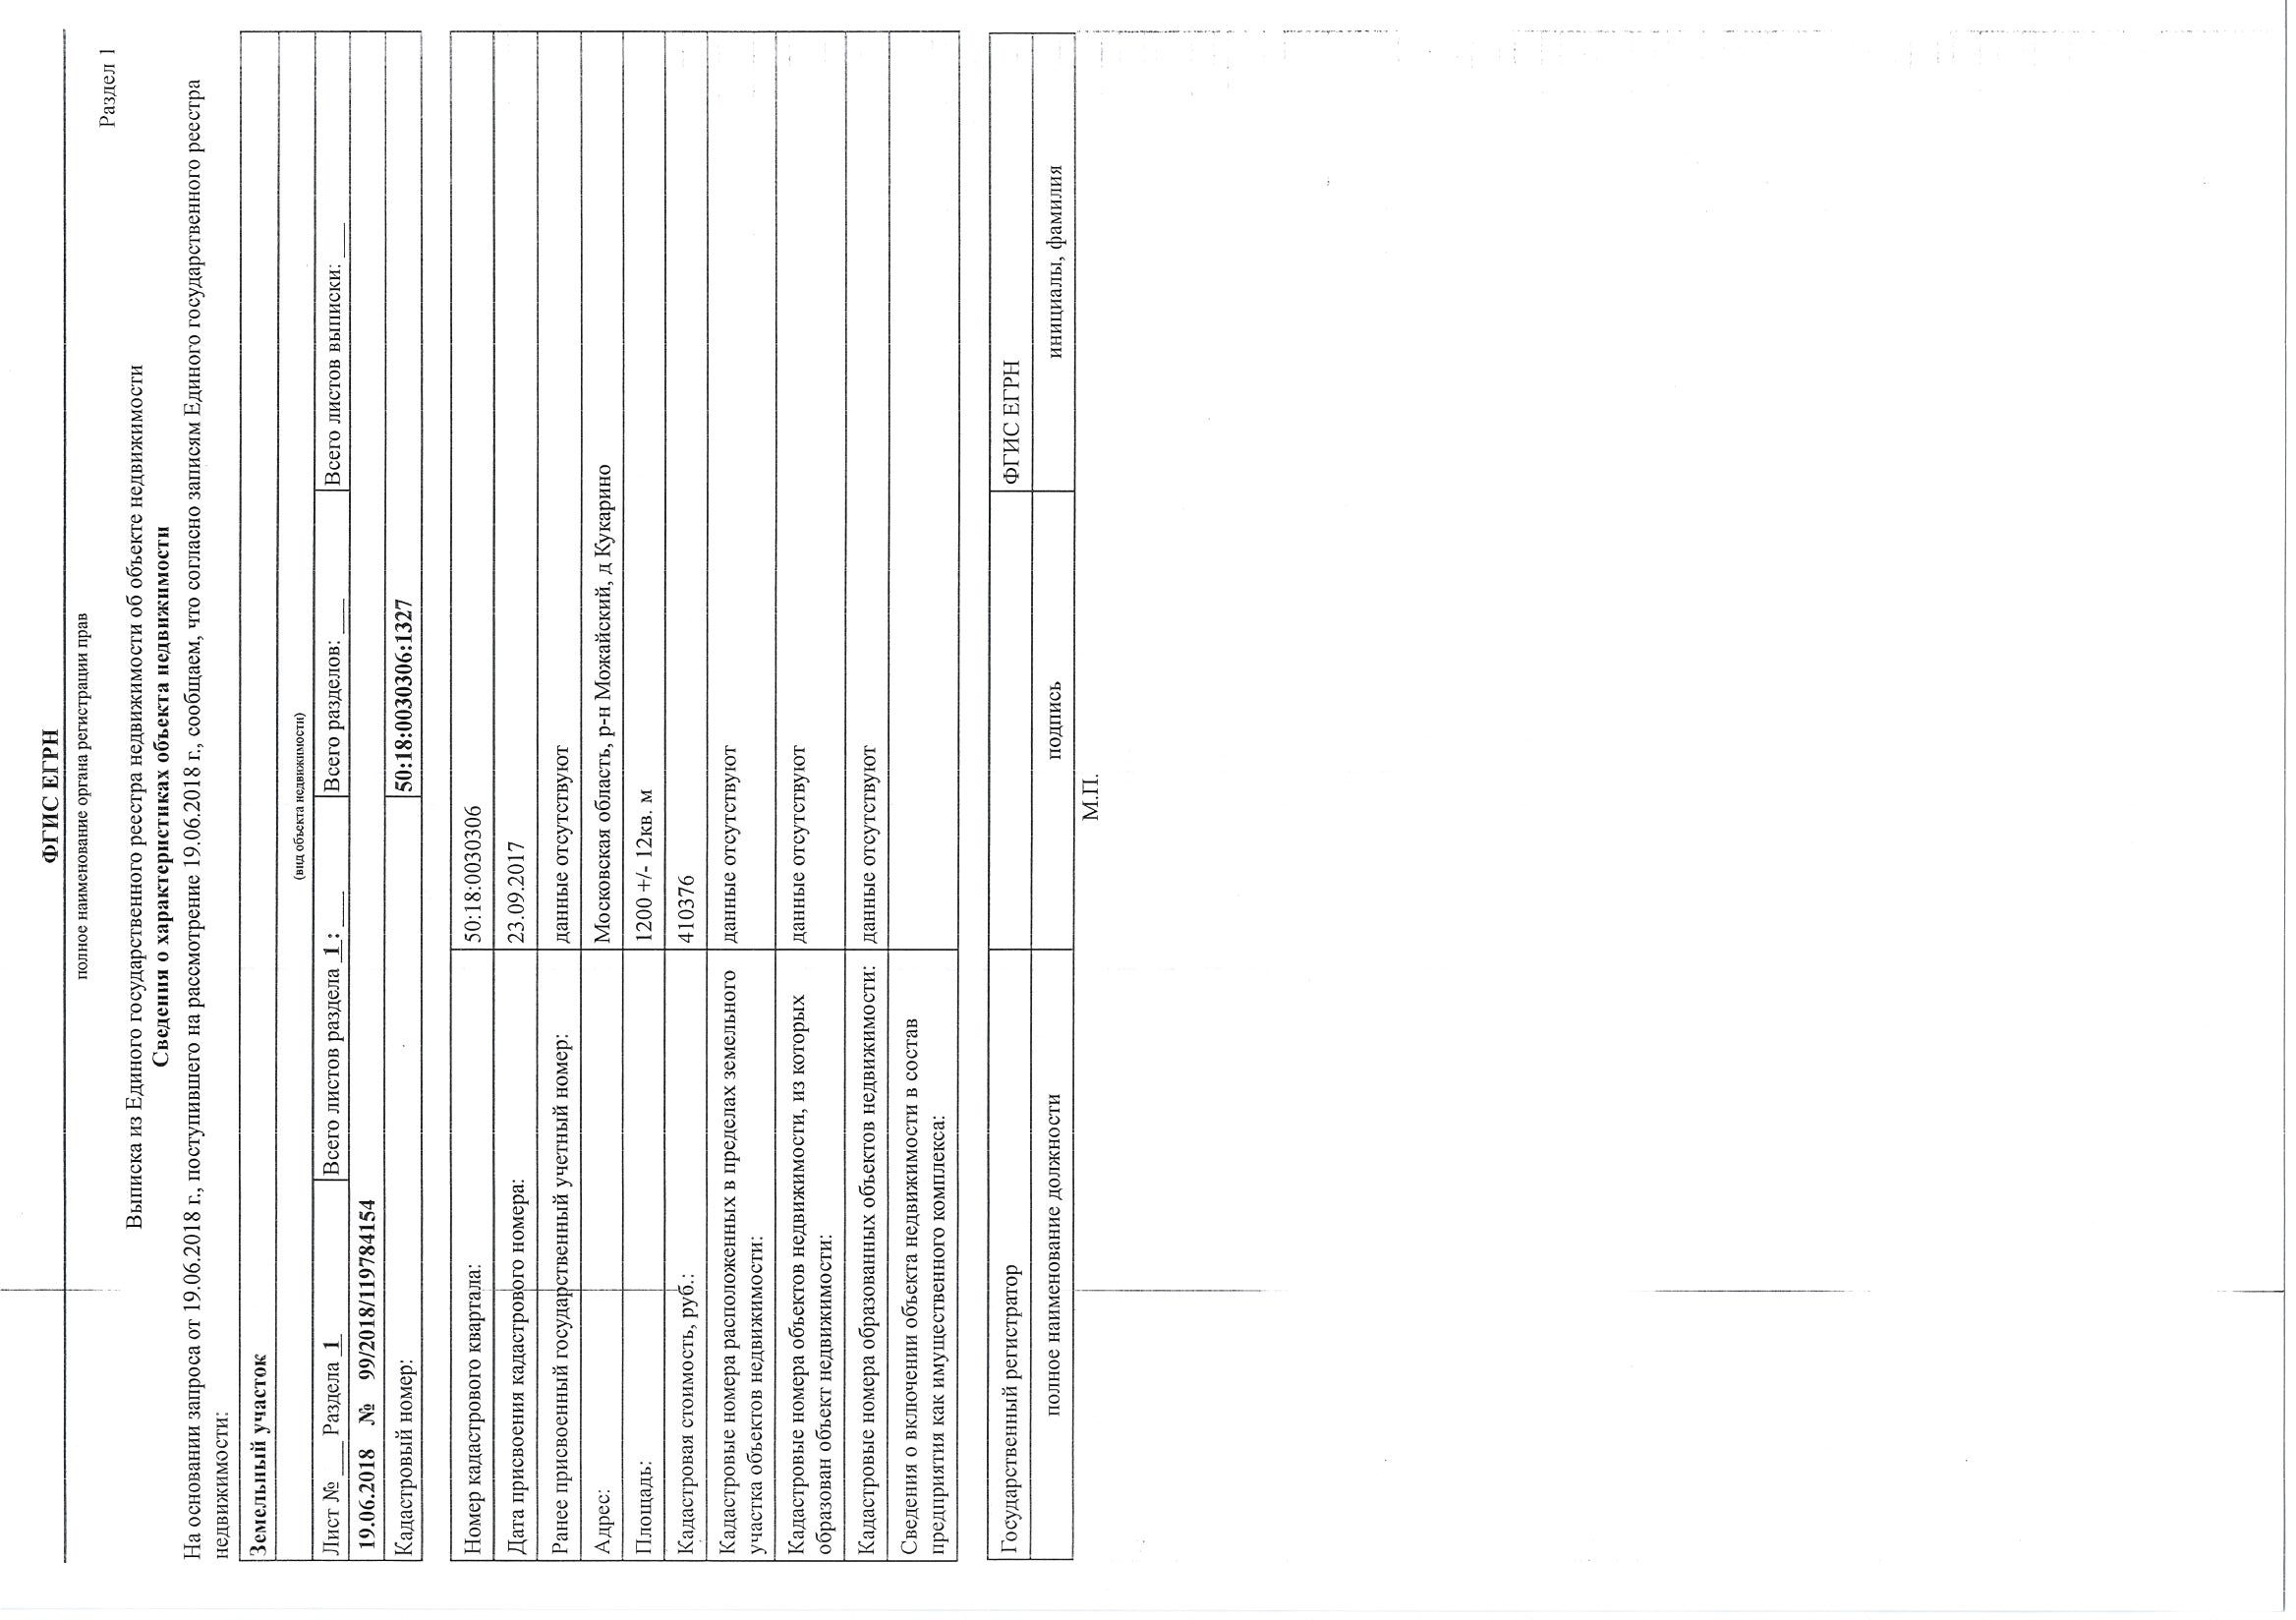 ФГИС ЕГРН
полное наименование органа регистрации прав
Раздел 1
Выписка из Единого государственного реестра недвижимости об объекте недвижимости
Сведения о характеристиках объекта недвижимости
На основании запроса от 19.06.2018 г., поступившего на рассмотрение 19.06.2018 г., сообщаем, что согласно записям Единого государственного реестра
недвижимости:
Земельный участок
(вид объекта недвижимости)
Лист № ___ Раздела 1 Всего листов раздела 1: ___ Всего разделов: ___ Всего листов выписки: ___
19.06.2018 № 99/2018/119784154
Кадастровый номер: 50:18:0030306:1327
Номер кадастрового квартала: 50:18:0030306
Дата присвоения кадастрового номера: 23.09.2017
Ранее присвоенный государственный учетный номер: данные отсутствуют
Адрес: Московская область, р-н Можайский, д Кукарино
Площадь: 1200 +/- 12кв. м
Кадастровая стоимость, руб.: 410376
Кадастровые номера расположенных в пределах земельного
участка объектов недвижимости: данные отсутствуют
Кадастровые номера объектов недвижимости, из которых
образован объект недвижимости: данные отсутствуют
Кадастровые номера образованных объектов недвижимости: данные отсутствуют
Сведения о включении объекта недвижимости в состав
предприятия как имущественного комплекса:
Государственный регистратор ФГИС ЕГРН
полное наименование должности подпись инициалы, фамилия
М.П.